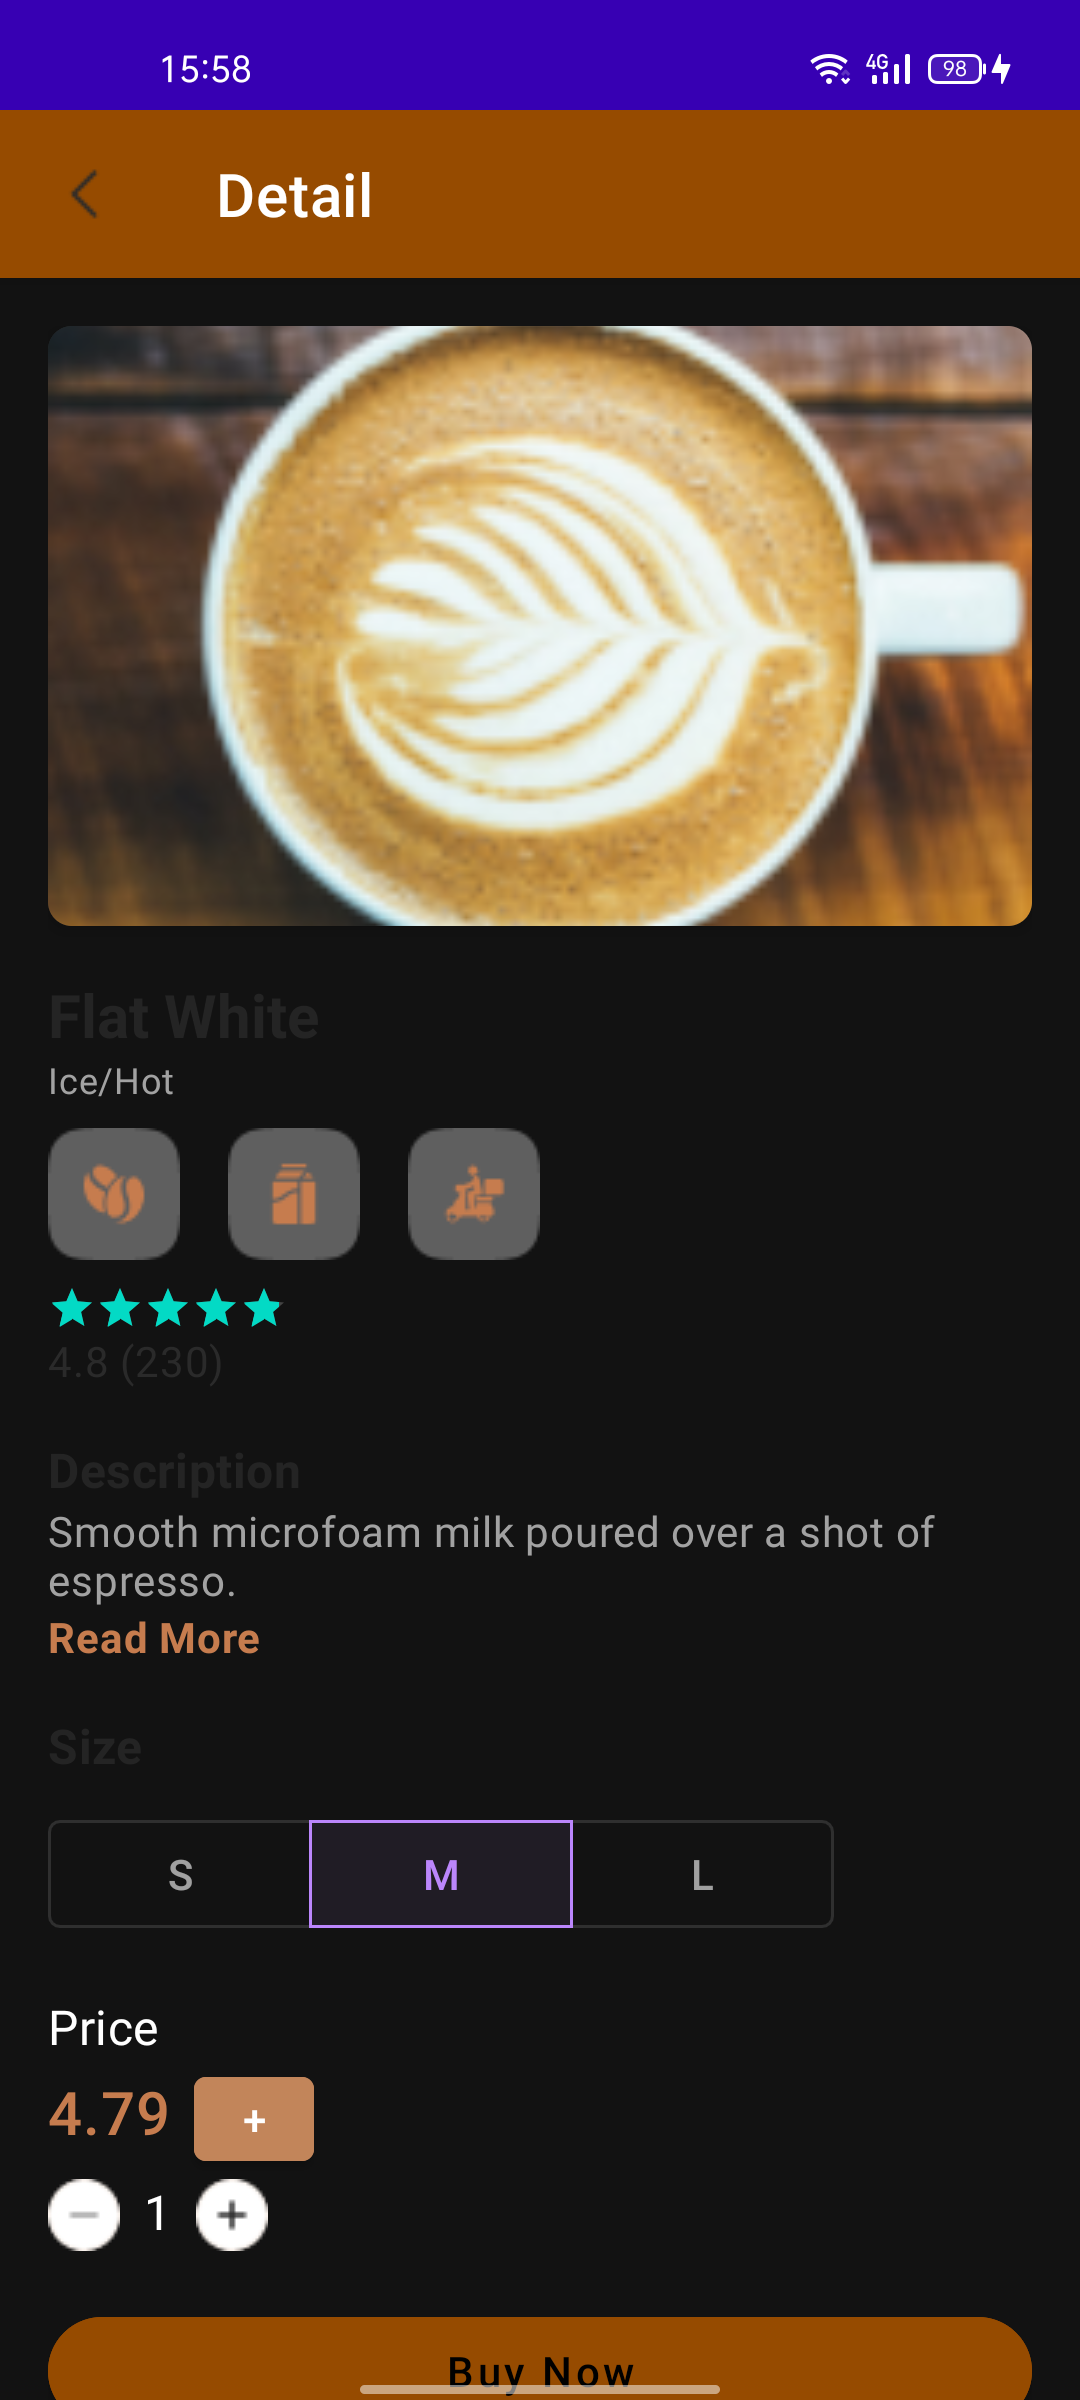 15:58
4G
98
Detail
Flat White
Ice/Hot
4.8 (230)
Description
Smooth microfoam milk poured over a shot of
espresso.
Read More
Size
S M L
Price
4.79 +
1
Buy Now